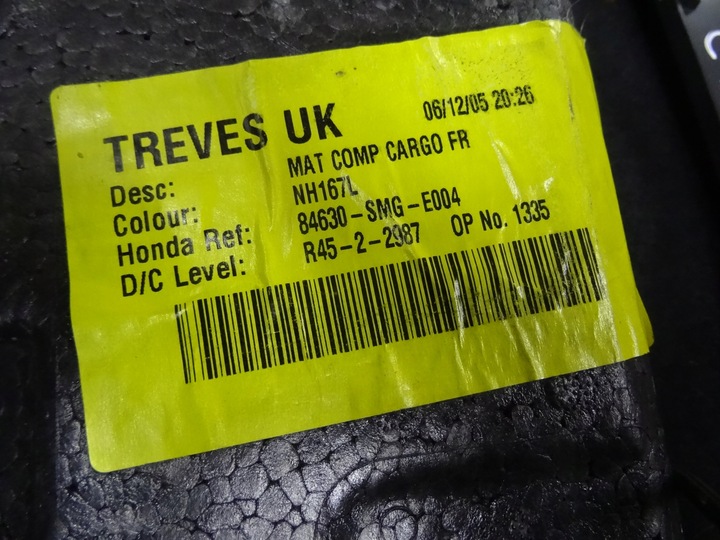 TREVES UK 06/12/05 20:26
Desc: MAT COMP CARGO FR
Colour: NH167L
Honda Ref: 84630-SMG-E004
D/C Level: R45-2-2987 OP No. 1335